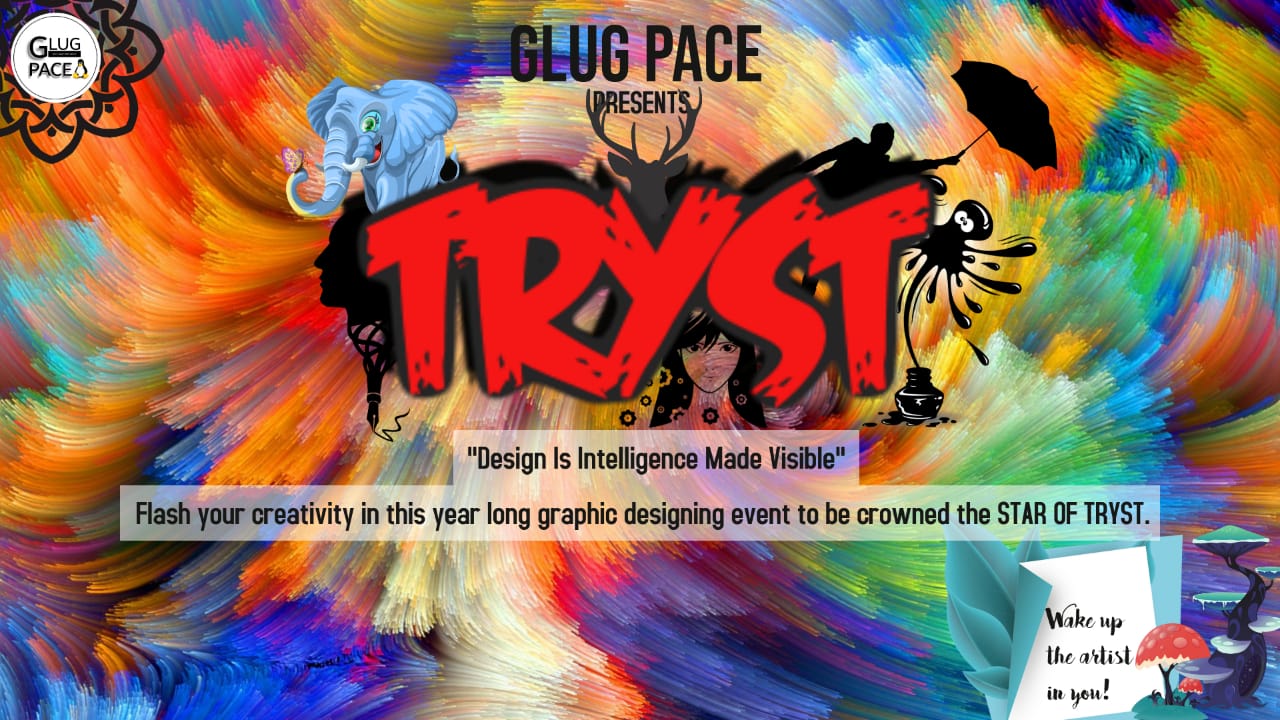 GLUG
PACE
GLUG PACE
PRESENTS
TRYST
"Design Is Intelligence Made Visible"
Flash your creativity in this year long graphic designing event to be crowned the STAR OF TRYST.
Wake up
the artist
in you!